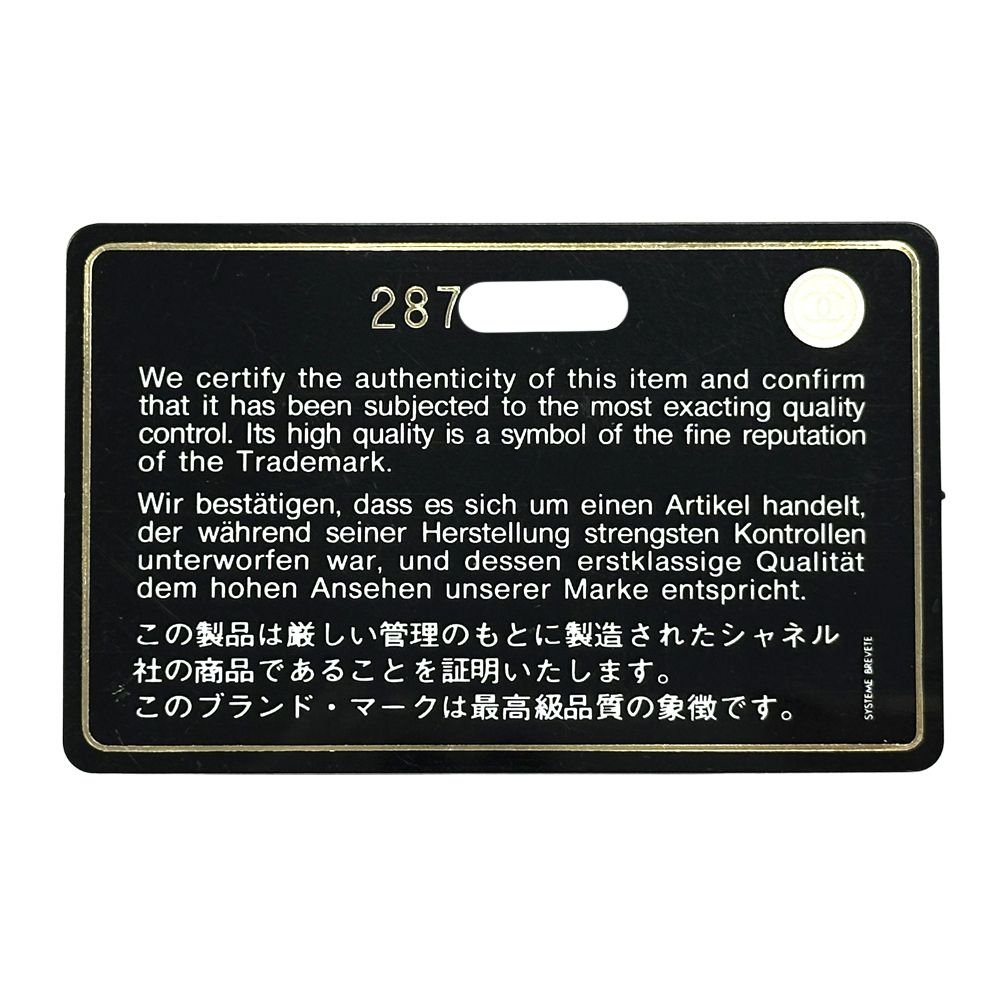 287
We certify the authenticity of this item and confirm
that it has been subjected to the most exacting quality
control. Its high quality is a symbol of the fine reputation
of the Trademark.
Wir bestätigen, dass es sich um einen Artikel handelt,
der während seiner Herstellung strengsten Kontrollen
unterworfen war, und dessen erstklassige Qualität
dem hohen Ansehen unserer Marke entspricht.
この製品は厳しい管理のもとに製造されたシャネル
社の商品であることを証明いたします。
このブランド・マークは最高級品質の象徴です。
SYSTEME BREVETE